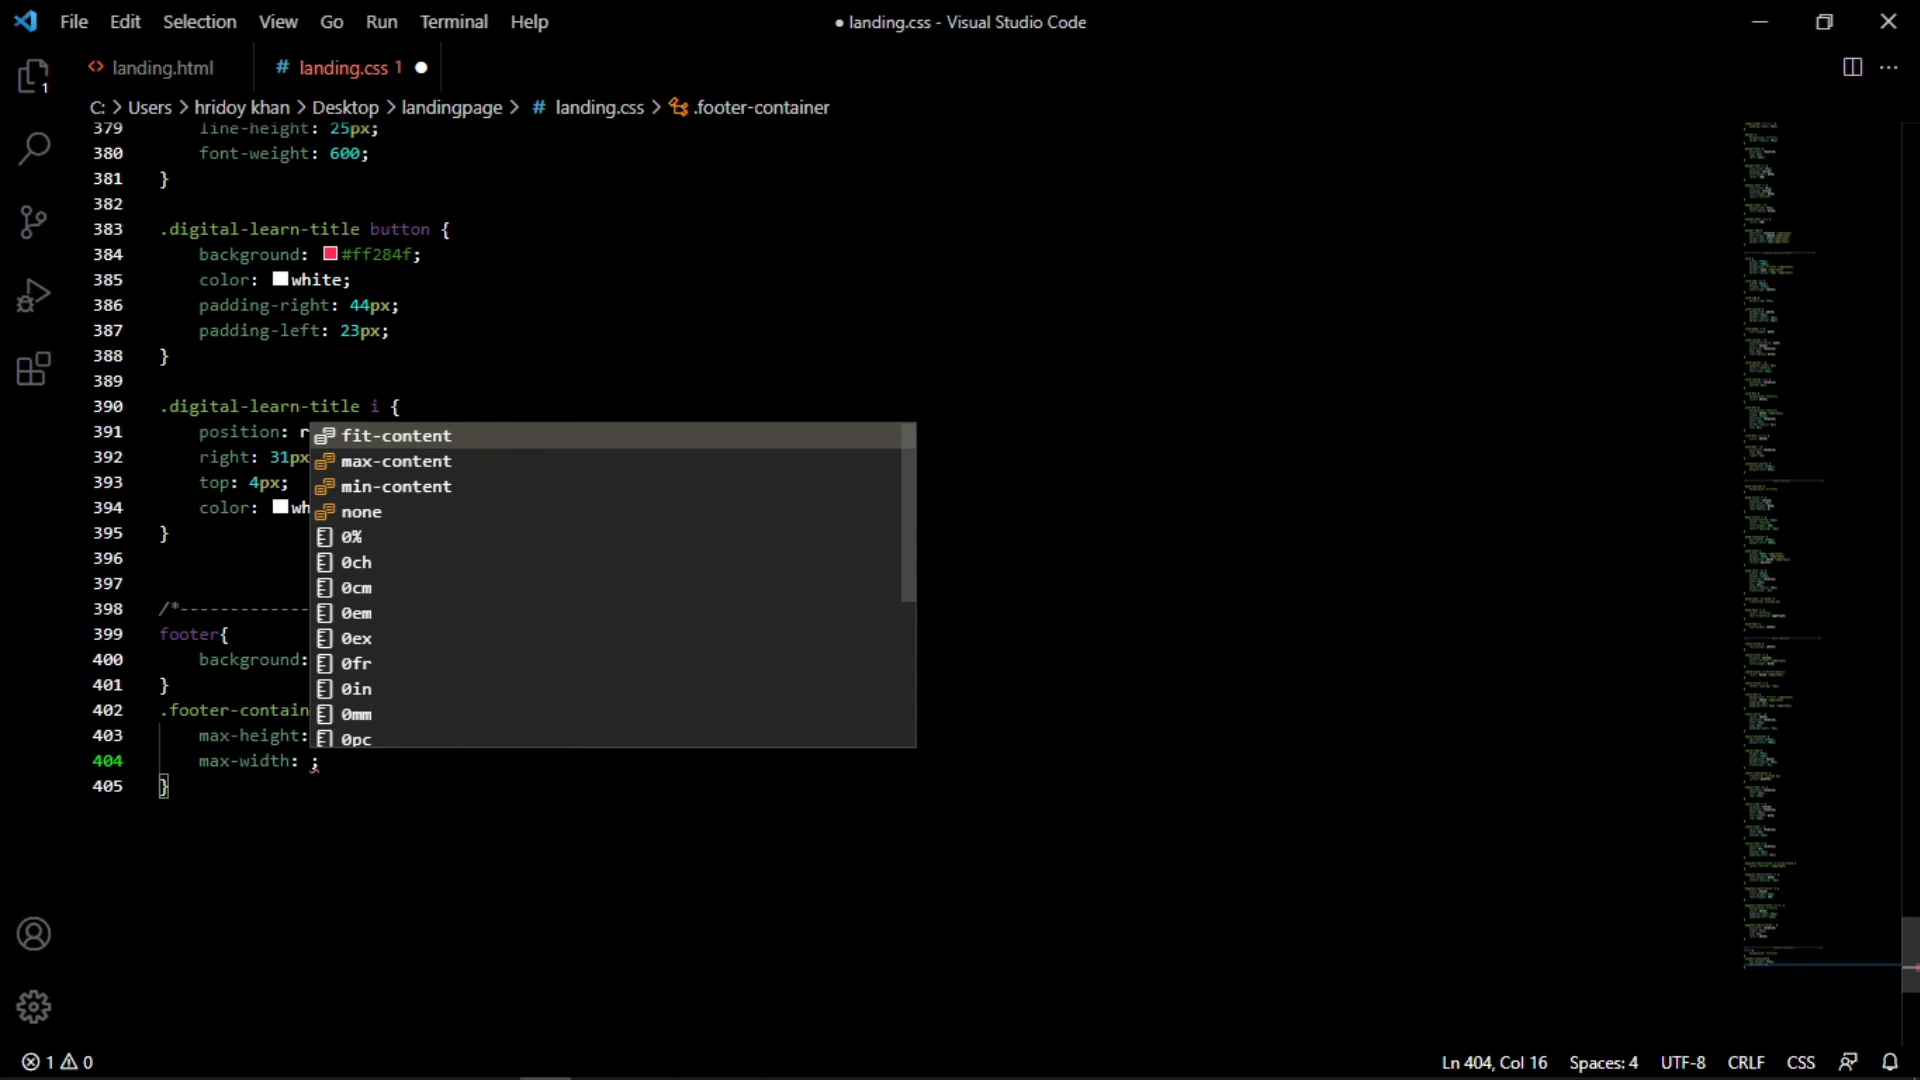 File Edit Selection View Go Run Terminal Help
● landing.css - Visual Studio Code
landing.html
# landing.css 1 ●
C: > Users > hridoy khan > Desktop > landingpage > # landing.css > .footer-container
1
379 line-height: 25px;
380 font-weight: 600;
381 }
382
383 .digital-learn-title button {
384 background: #ff284f;
385 color: white;
386 padding-right: 44px;
387 padding-left: 23px;
388 }
389
390 .digital-learn-title i {
391 position: r
392 right: 31px
393 top: 4px;
394 color: wh
395 }
396
397
398 /*-------------
399 footer{
400 background:
401 }
402 .footer-contain
403 max-height:
404 max-width: ;
405 }
fit-content
max-content
min-content
none
0%
0ch
0cm
0em
0ex
0fr
0in
0mm
0pc
1 0
Ln 404, Col 16 Spaces: 4 UTF-8 CRLF CSS